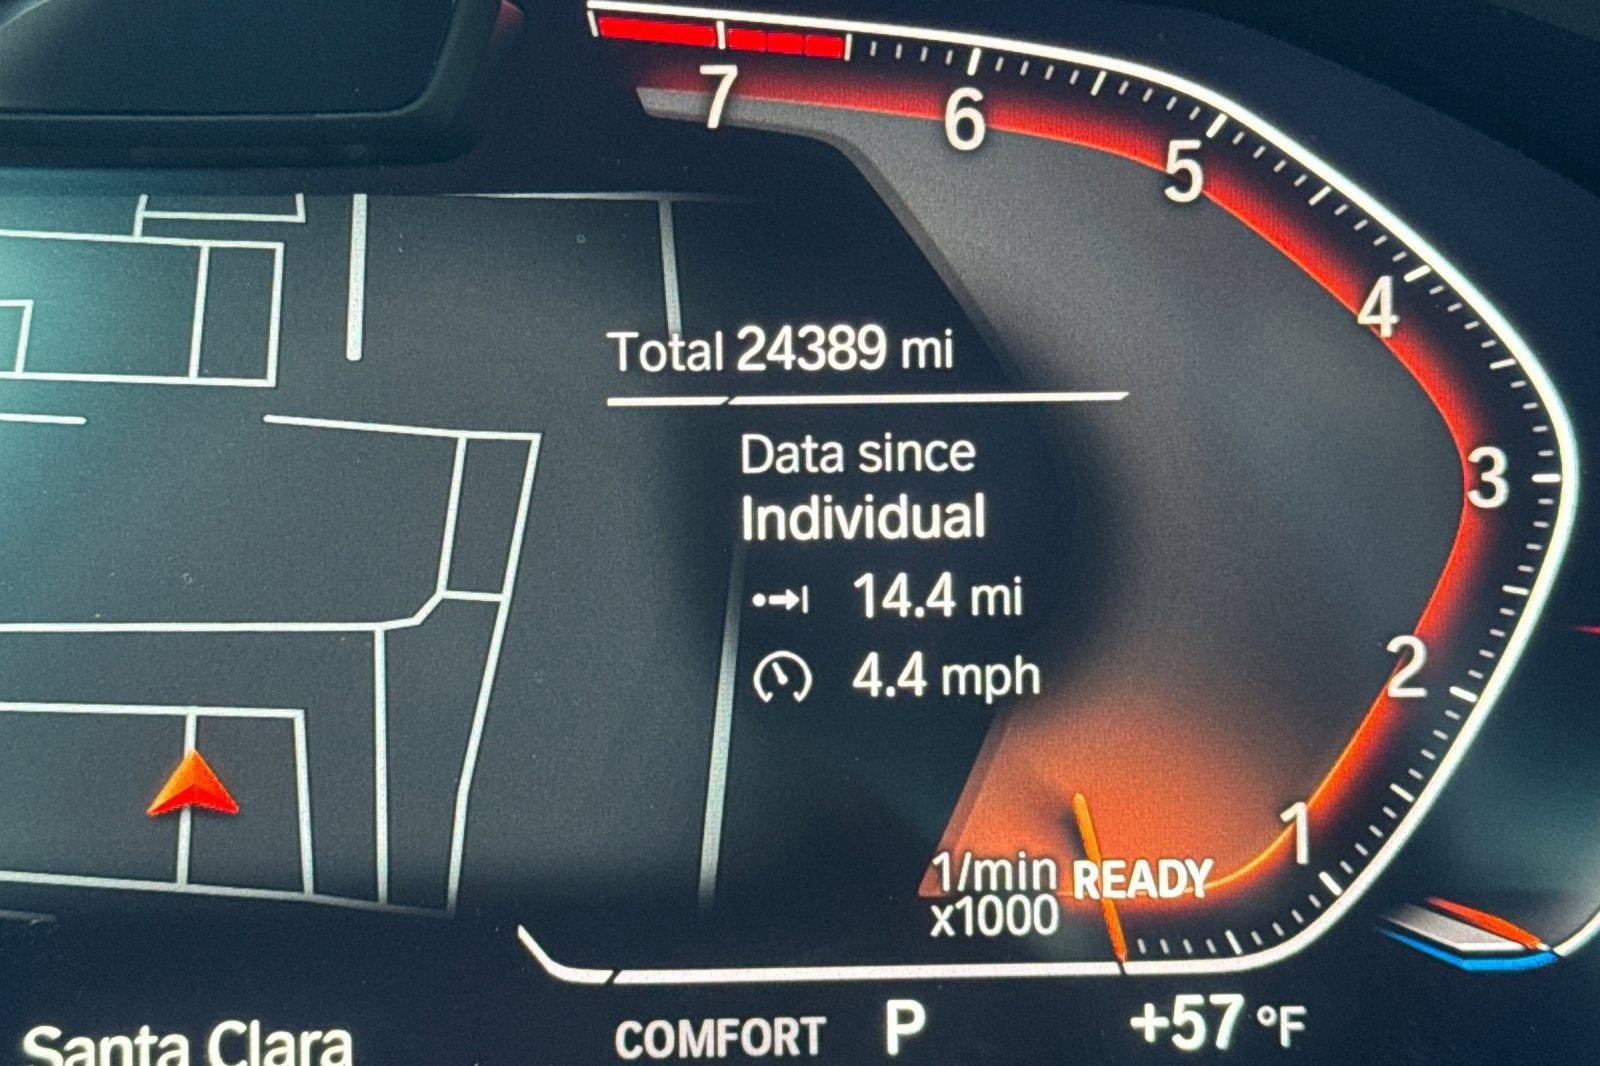 7
6
5
4
3
2
1
Total 24389 mi
Data since
Individual
14.4 mi
4.4 mph
1/min
x1000
READY
Santa Clara
COMFORT
P
+57 °F